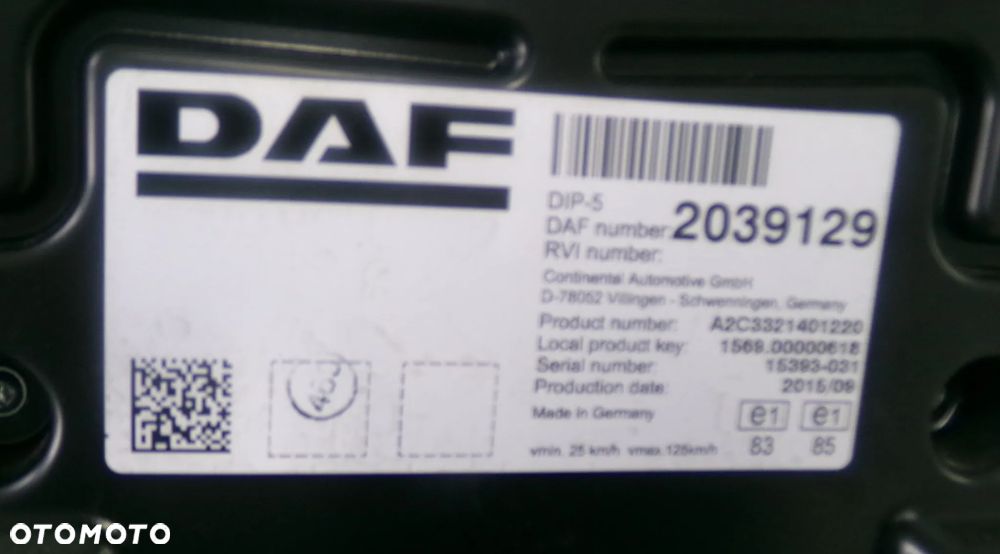 DAF
DIP-5
DAF number: 2039129
RVI number:
Continental Automotive GmbH
D-78052 Villingen - Schwenningen, Germany
Product number: A2C3321401220
Local product key: 1569.00000618
Serial number: 15393-031
Production date: 2015/09
Made in Germany
e1 e1
83 85
vmin. 25 km/h vmax.125km/h
OTOMOTO